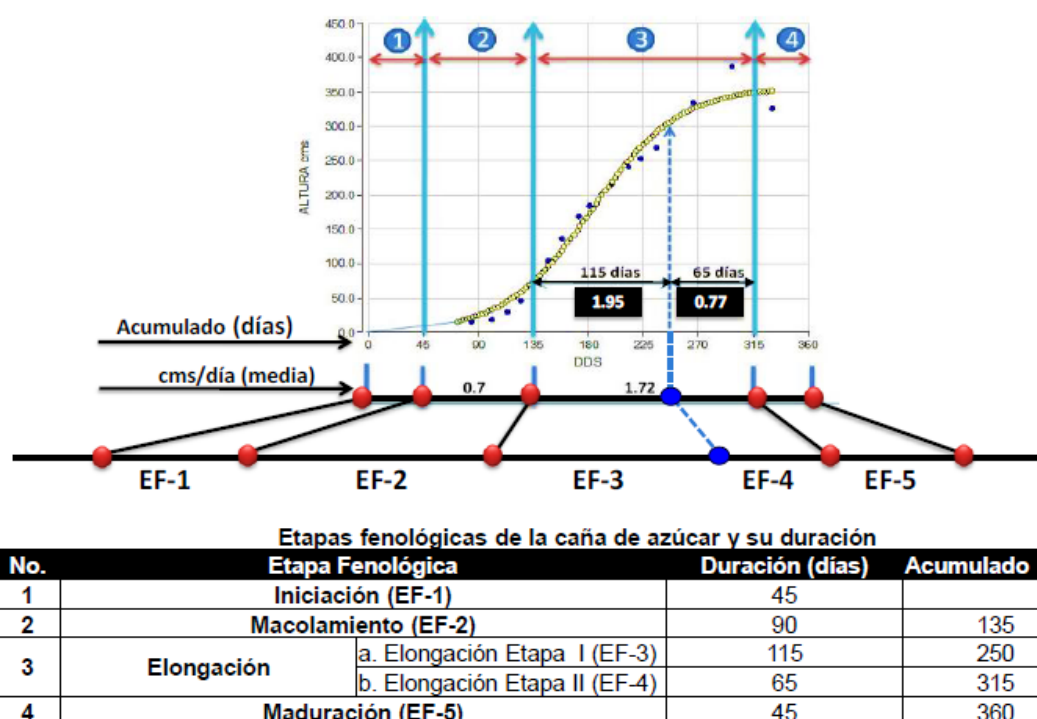 450.0
400.0
350.0
300.0
250.0
200.0
150.0
100.0
50.0
0.0
ALTURA cms
1 2 3 4
115 días 65 días
1.95 0.77
Acumulado (días)
0 45 90 135 180 225 270 315 360
DDS
cms/día (media)
0.7 1.72
EF-1 EF-2 EF-3 EF-4 EF-5
Etapas fenológicas de la caña de azúcar y su duración
No. Etapa Fenológica Duración (días) Acumulado
1 Iniciación (EF-1) 45
2 Macolamiento (EF-2) 90 135
3 Elongación a. Elongación Etapa I (EF-3) 115 250
b. Elongación Etapa II (EF-4) 65 315
4 Maduración (EF-5) 45 360